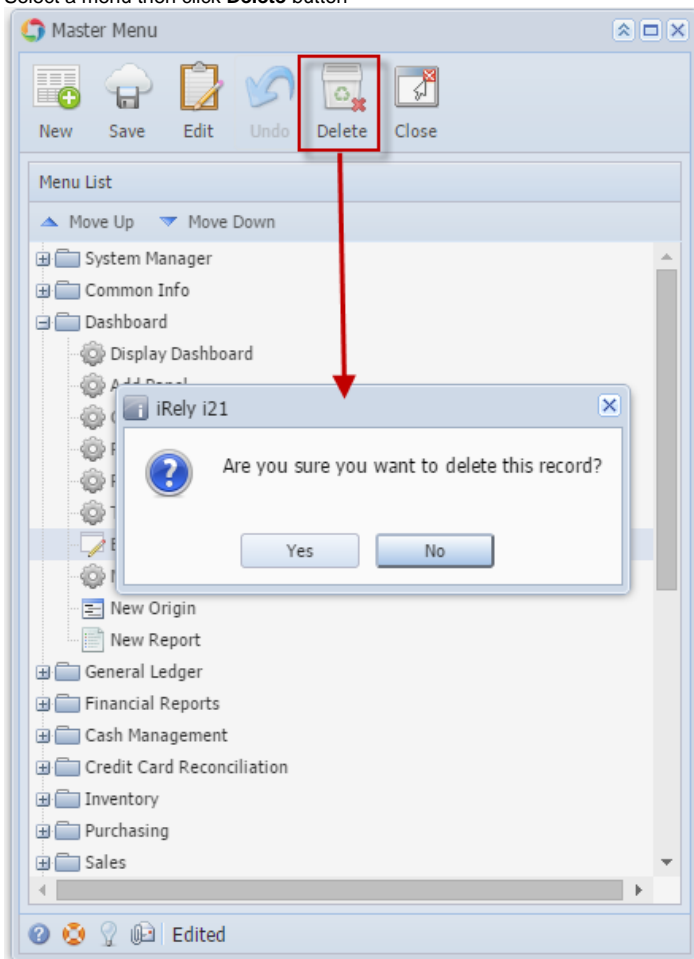 Select a menu then click Delete button
Master Menu
New Save Edit Undo Delete Close
Menu List
Move Up Move Down
System Manager
Common Info
Dashboard
Display Dashboard
iRely i21
Are you sure you want to delete this record?
Yes No
New Origin
New Report
General Ledger
Financial Reports
Cash Management
Credit Card Reconciliation
Inventory
Purchasing
Sales
Edited